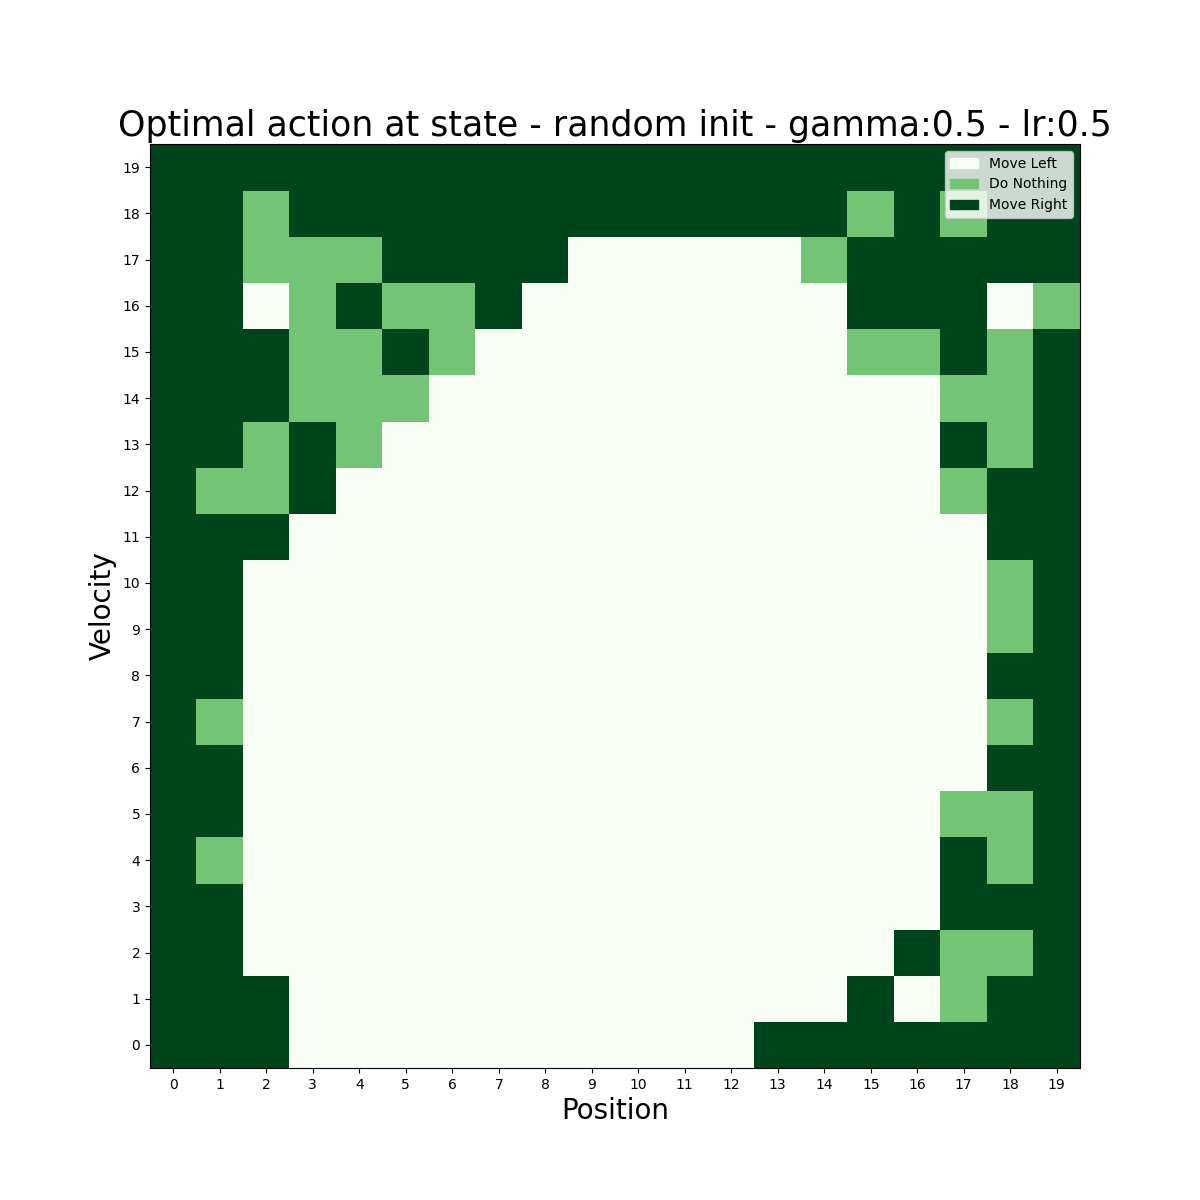 Optimal action at state - random init - gamma:0.5 - lr:0.5
Move Left
Do Nothing
Move Right
Velocity
19
18
17
16
15
14
13
12
11
10
9
8
7
6
5
4
3
2
1
0
0 1 2 3 4 5 6 7 8 9 10 11 12 13 14 15 16 17 18 19
Position